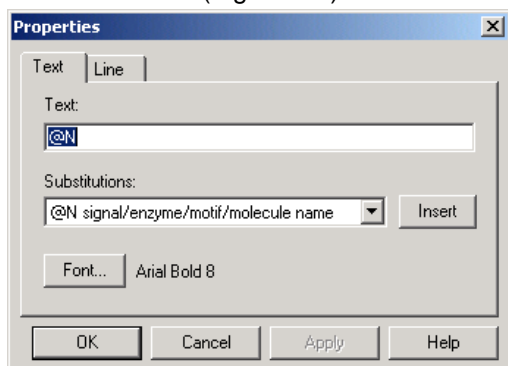 Properties
Text Line
Text:
@N
Substitutions:
@N signal/enzyme/motif/molecule name Insert
Font... Arial Bold 8
OK Cancel Apply Help